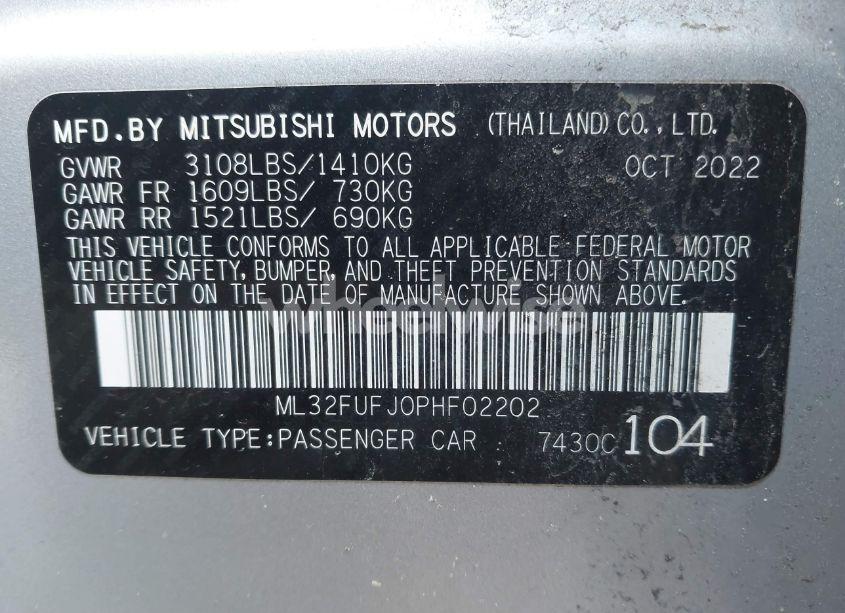 MFD.BY MITSUBISHI MOTORS (THAILAND)CO.,LTD.
GVWR 3108LBS/1410KG OCT 2022
GAWR FR 1609LBS/ 730KG
GAWR RR 1521LBS/ 690KG
THIS VEHICLE CONFORMS TO ALL APPLICABLE FEDERAL MOTOR
VEHICLE SAFETY, BUMPER, AND THEFT PREVENTION STANDARDS
IN EFFECT ON THE DATE OF MANUFACTURE SHOWN ABOVE.
wheelwise
ML32FUFJ0PHF02202
VEHICLE TYPE:PASSENGER CAR 7430C 104